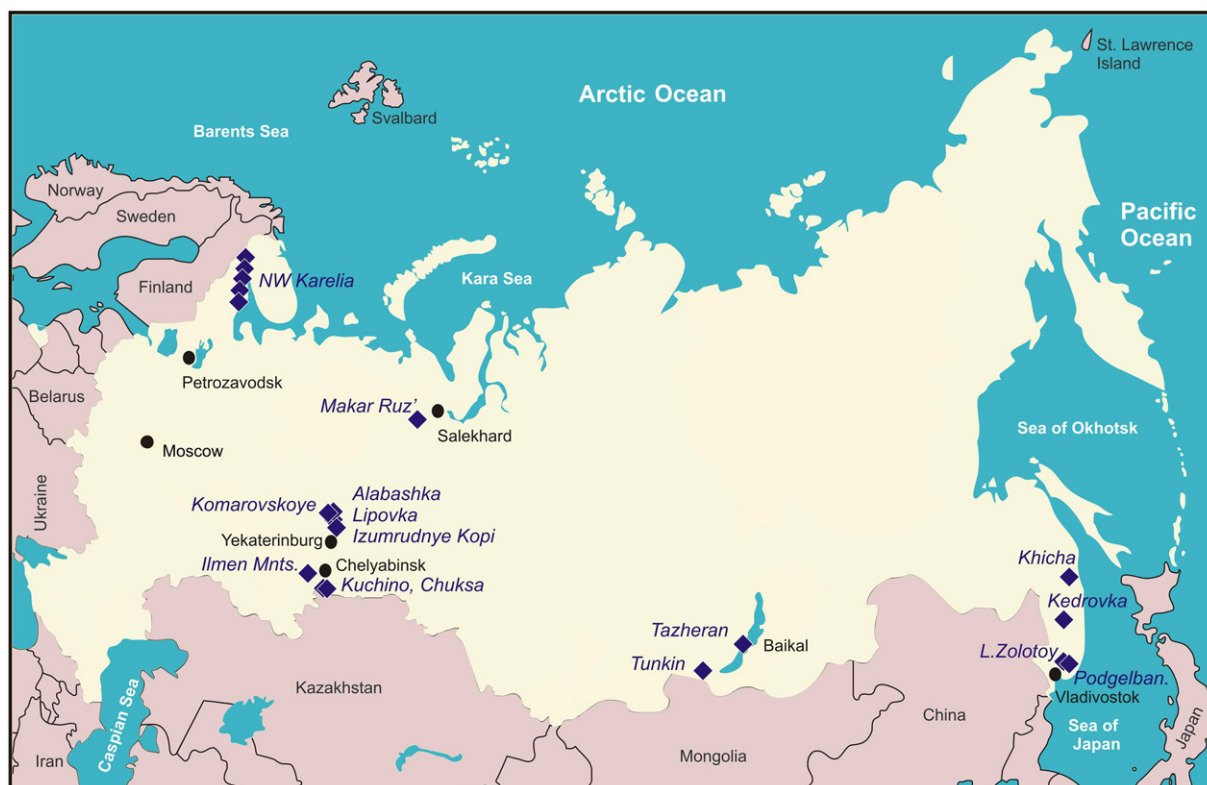 St. Lawrence
Island
Arctic Ocean
Svalbard
Barents Sea
Norway
Sweden
Pacific
Ocean
Kara Sea
NW Karelia
Finland
Petrozavodsk
Belarus
Makar Ruz’
Salekhard
Sea of Okhotsk
Moscow
Ukraine
Komarovskoye
Alabashka
Lipovka
Izumrudnye Kopi
Yekaterinburg
Ilmen Mnts.
Chelyabinsk
Kuchino, Chuksa
Khicha
Kedrovka
Tazheran
Baikal
Tunkin
L.Zolotoy
Podgelban.
Vladivostok
Kazakhstan
Caspian Sea
China
Sea of
Japan
Japan
Iran
Mongolia